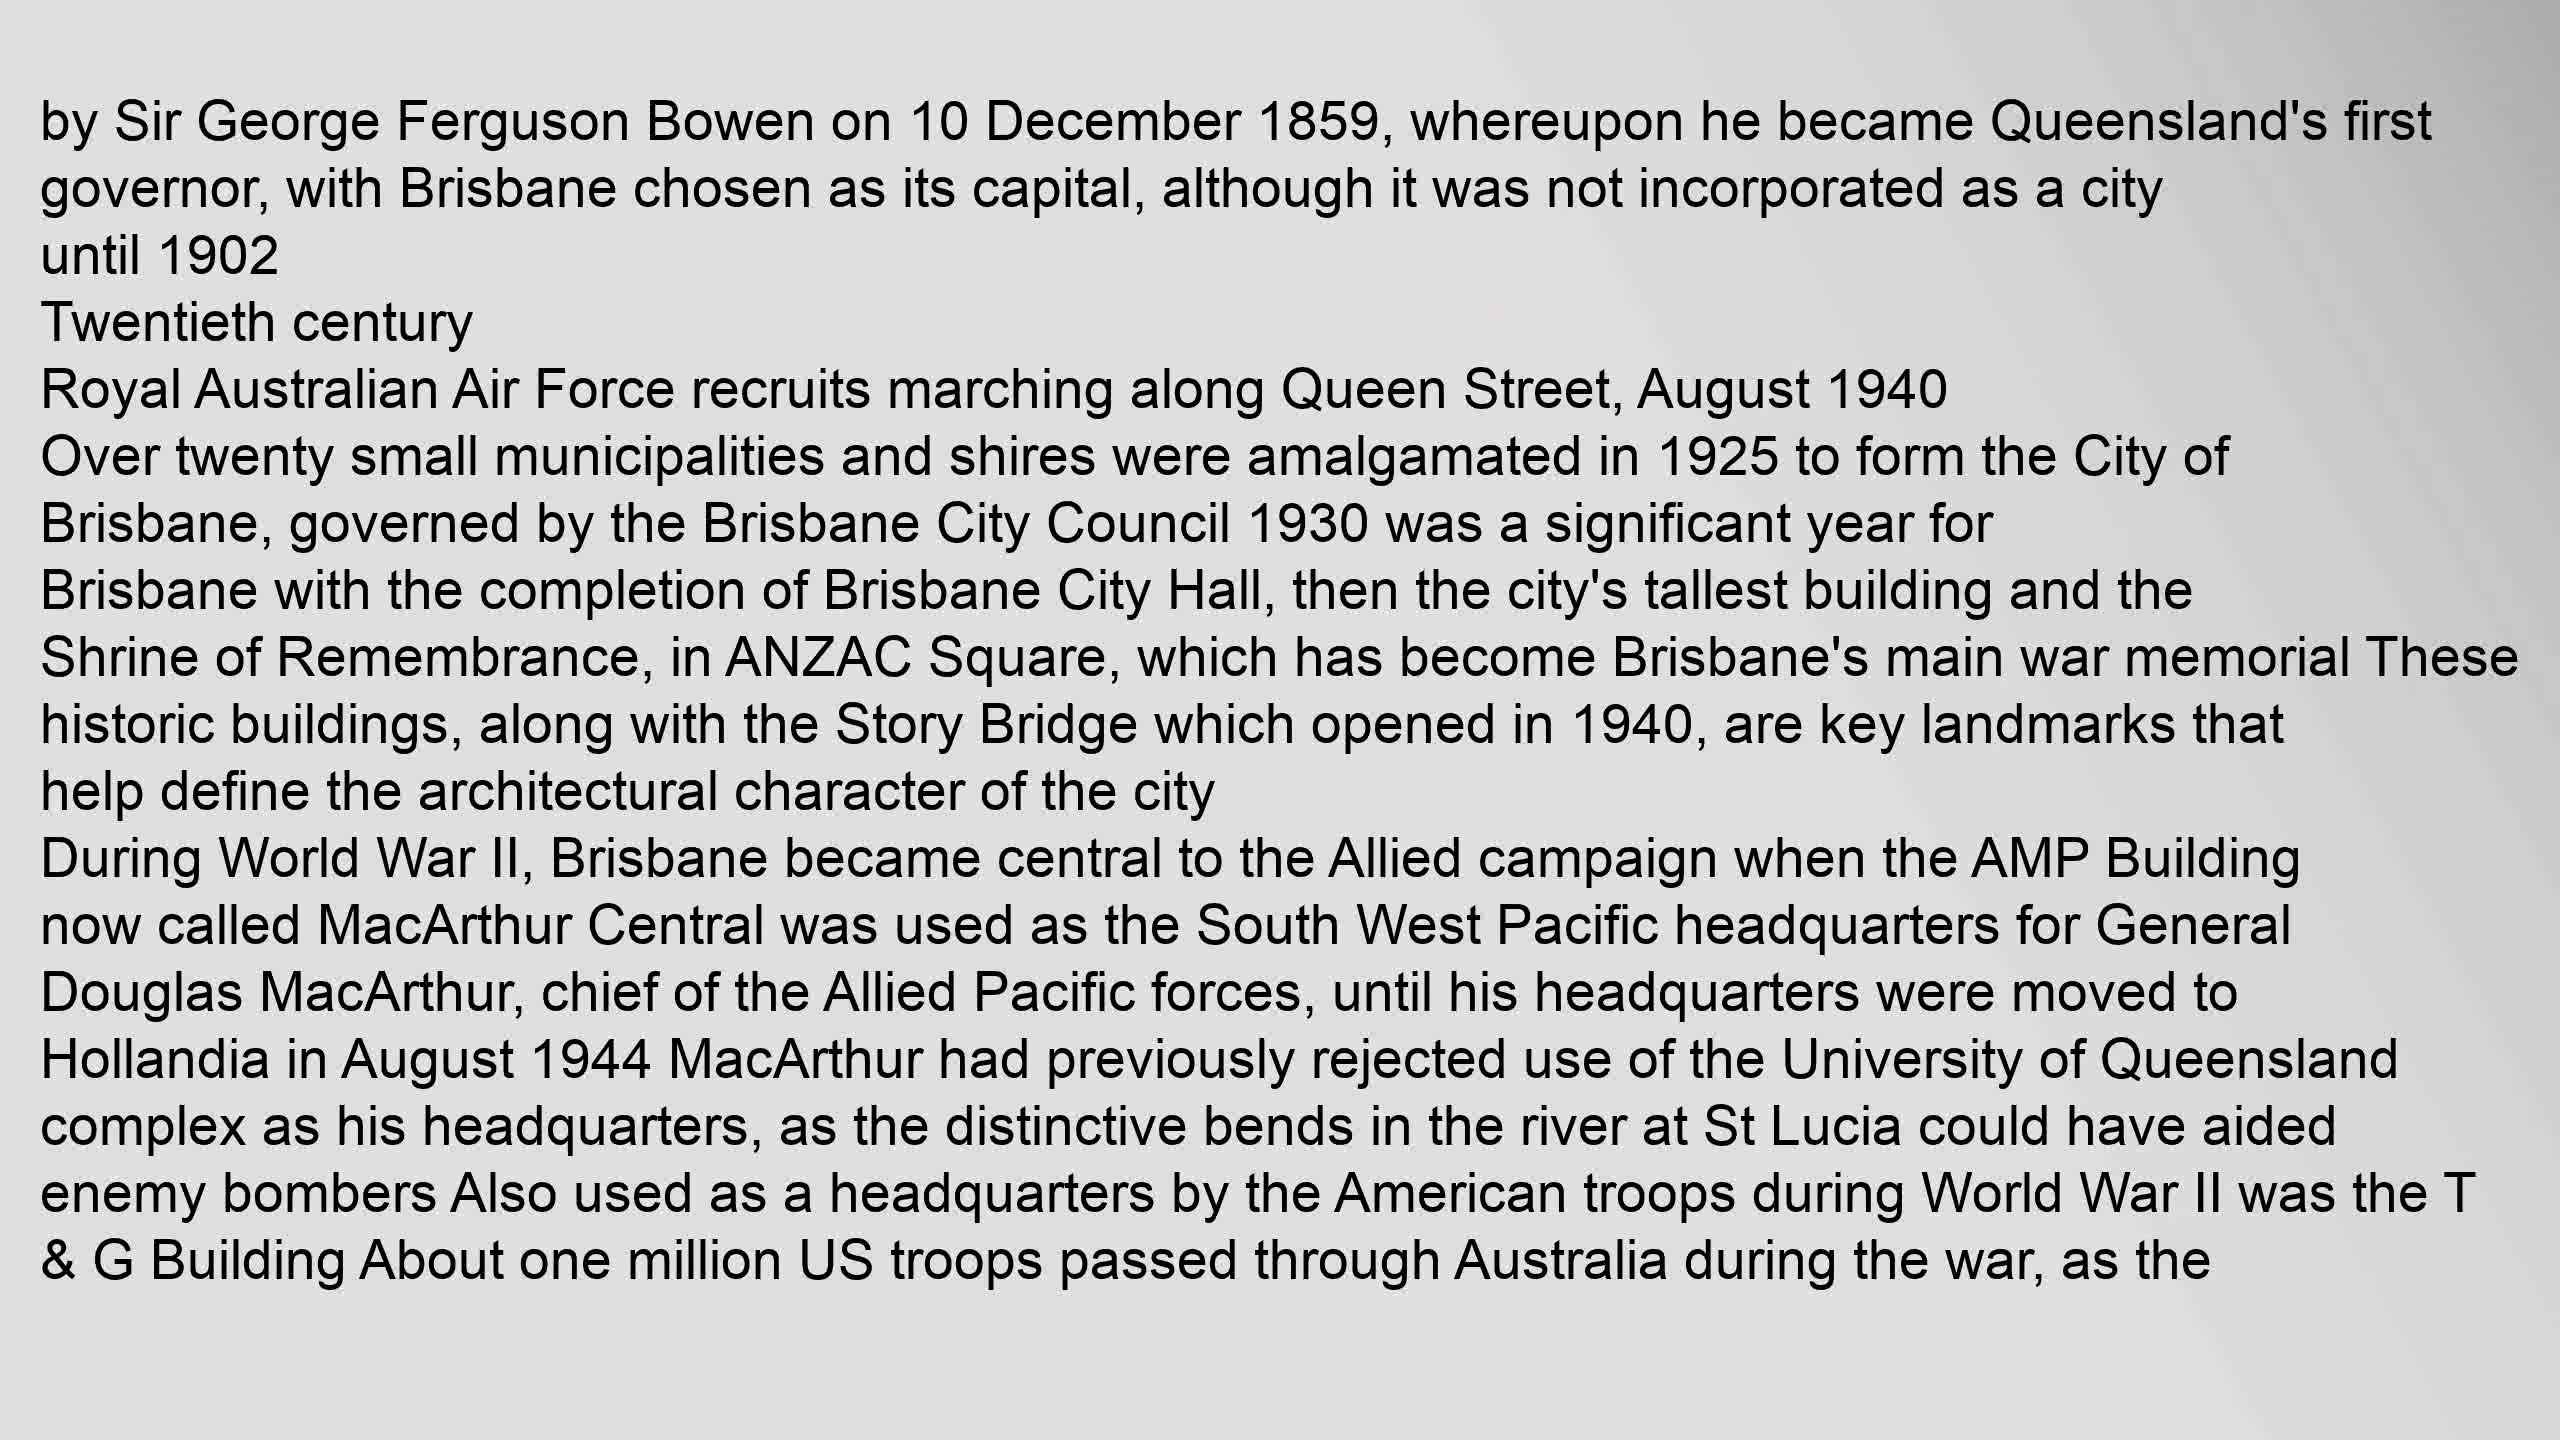 by Sir George Ferguson Bowen on 10 December 1859, whereupon he became Queensland's first
governor, with Brisbane chosen as its capital, although it was not incorporated as a city
until 1902
Twentieth century
Royal Australian Air Force recruits marching along Queen Street, August 1940
Over twenty small municipalities and shires were amalgamated in 1925 to form the City of
Brisbane, governed by the Brisbane City Council 1930 was a significant year for
Brisbane with the completion of Brisbane City Hall, then the city's tallest building and the
Shrine of Remembrance, in ANZAC Square, which has become Brisbane's main war memorial These
historic buildings, along with the Story Bridge which opened in 1940, are key landmarks that
help define the architectural character of the city
During World War II, Brisbane became central to the Allied campaign when the AMP Building
now called MacArthur Central was used as the South West Pacific headquarters for General
Douglas MacArthur, chief of the Allied Pacific forces, until his headquarters were moved to
Hollandia in August 1944 MacArthur had previously rejected use of the University of Queensland
complex as his headquarters, as the distinctive bends in the river at St Lucia could have aided
enemy bombers Also used as a headquarters by the American troops during World War II was the T
& G Building About one million US troops passed through Australia during the war, as the